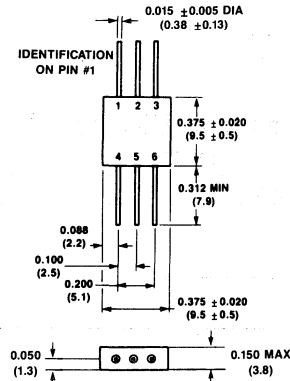 0.015 ±0.005 DIA
(0.38 ±0.13)
IDENTIFICATION
ON PIN #1
1 2 3
0.375 ±0.020
(9.5 ±0.5)
4 5 6
0.312 MIN
(7.9)
0.088
(2.2)
0.100
(2.5)
0.200
(5.1)
0.375 ±0.020
(9.5 ±0.5)
0.050
(1.3)
0.150 MAX
(3.8)